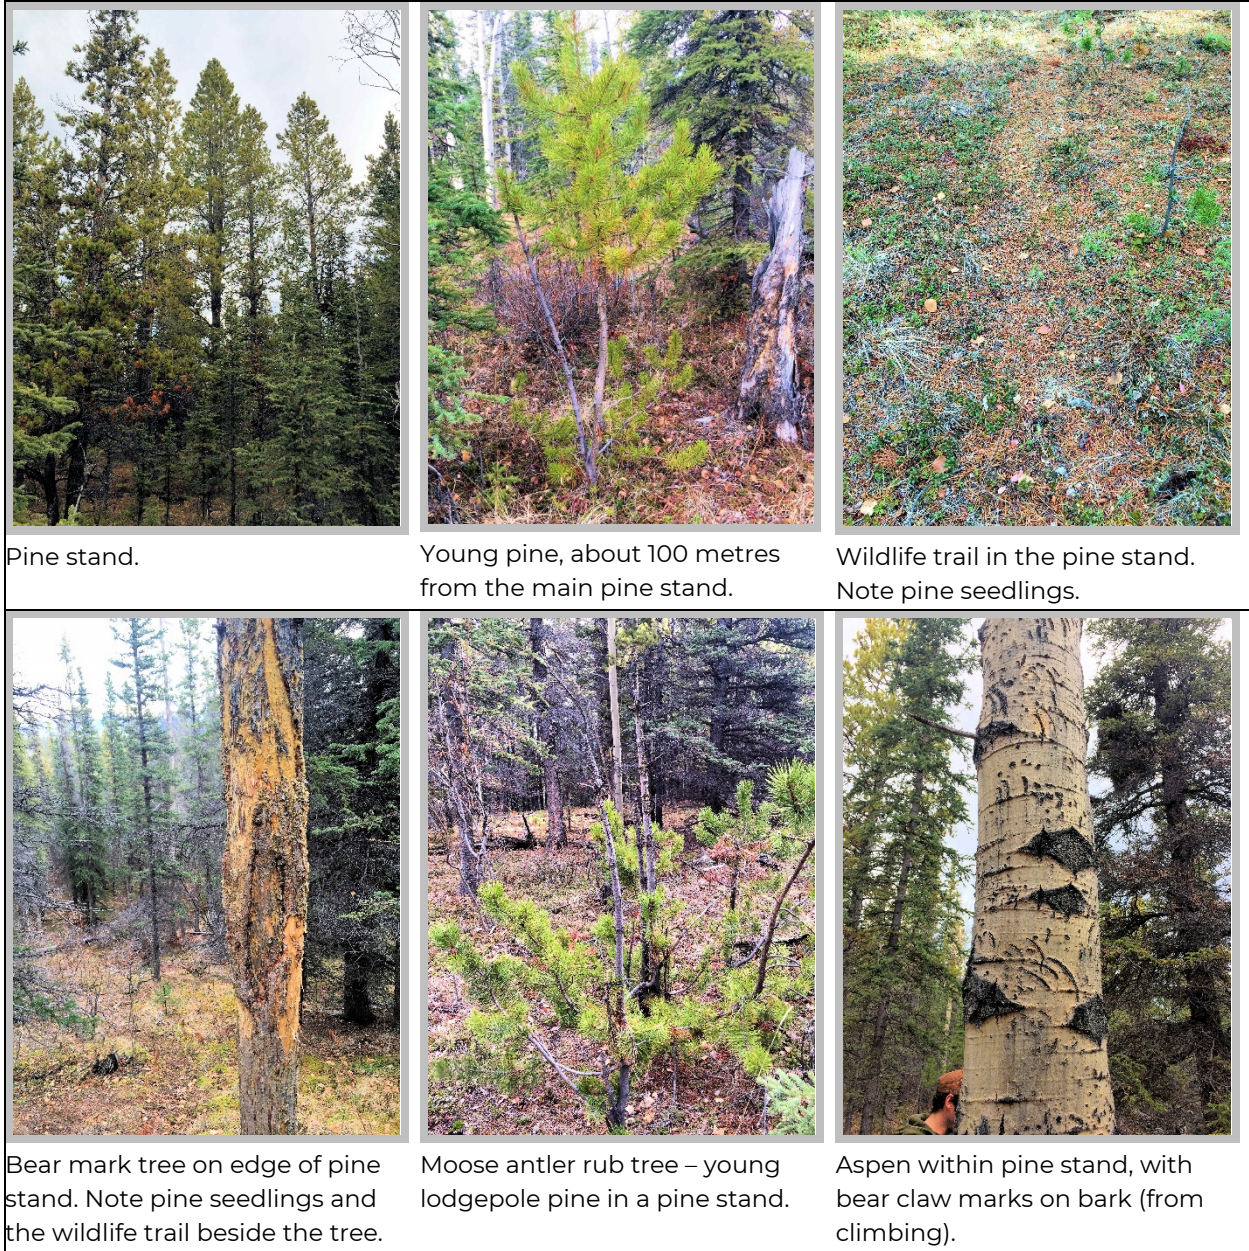 Pine stand.
Young pine, about 100 metres
from the main pine stand.
Wildlife trail in the pine stand.
Note pine seedlings.
Bear mark tree on edge of pine
stand. Note pine seedlings and
the wildlife trail beside the tree.
Moose antler rub tree – young
lodgepole pine in a pine stand.
Aspen within pine stand, with
bear claw marks on bark (from
climbing).